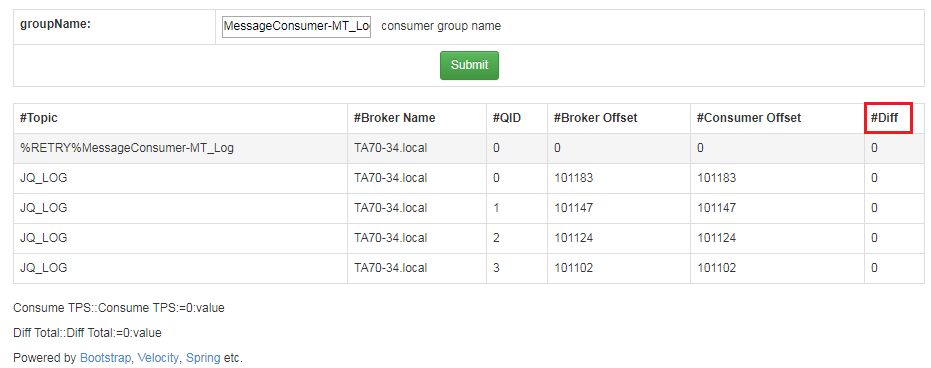 groupName: MessageConsumer-MT_Lo consumer group name
Submit
#Topic #Broker Name #QID #Broker Offset #Consumer Offset #Diff
%RETRY%MessageConsumer-MT_Log TA70-34.local 0 0 0 0
JQ_LOG TA70-34.local 0 101183 101183 0
JQ_LOG TA70-34.local 1 101147 101147 0
JQ_LOG TA70-34.local 2 101124 101124 0
JQ_LOG TA70-34.local 3 101102 101102 0
Consume TPS::Consume TPS:=0:value
Diff Total::Diff Total:=0:value
Powered by Bootstrap, Velocity, Spring etc.